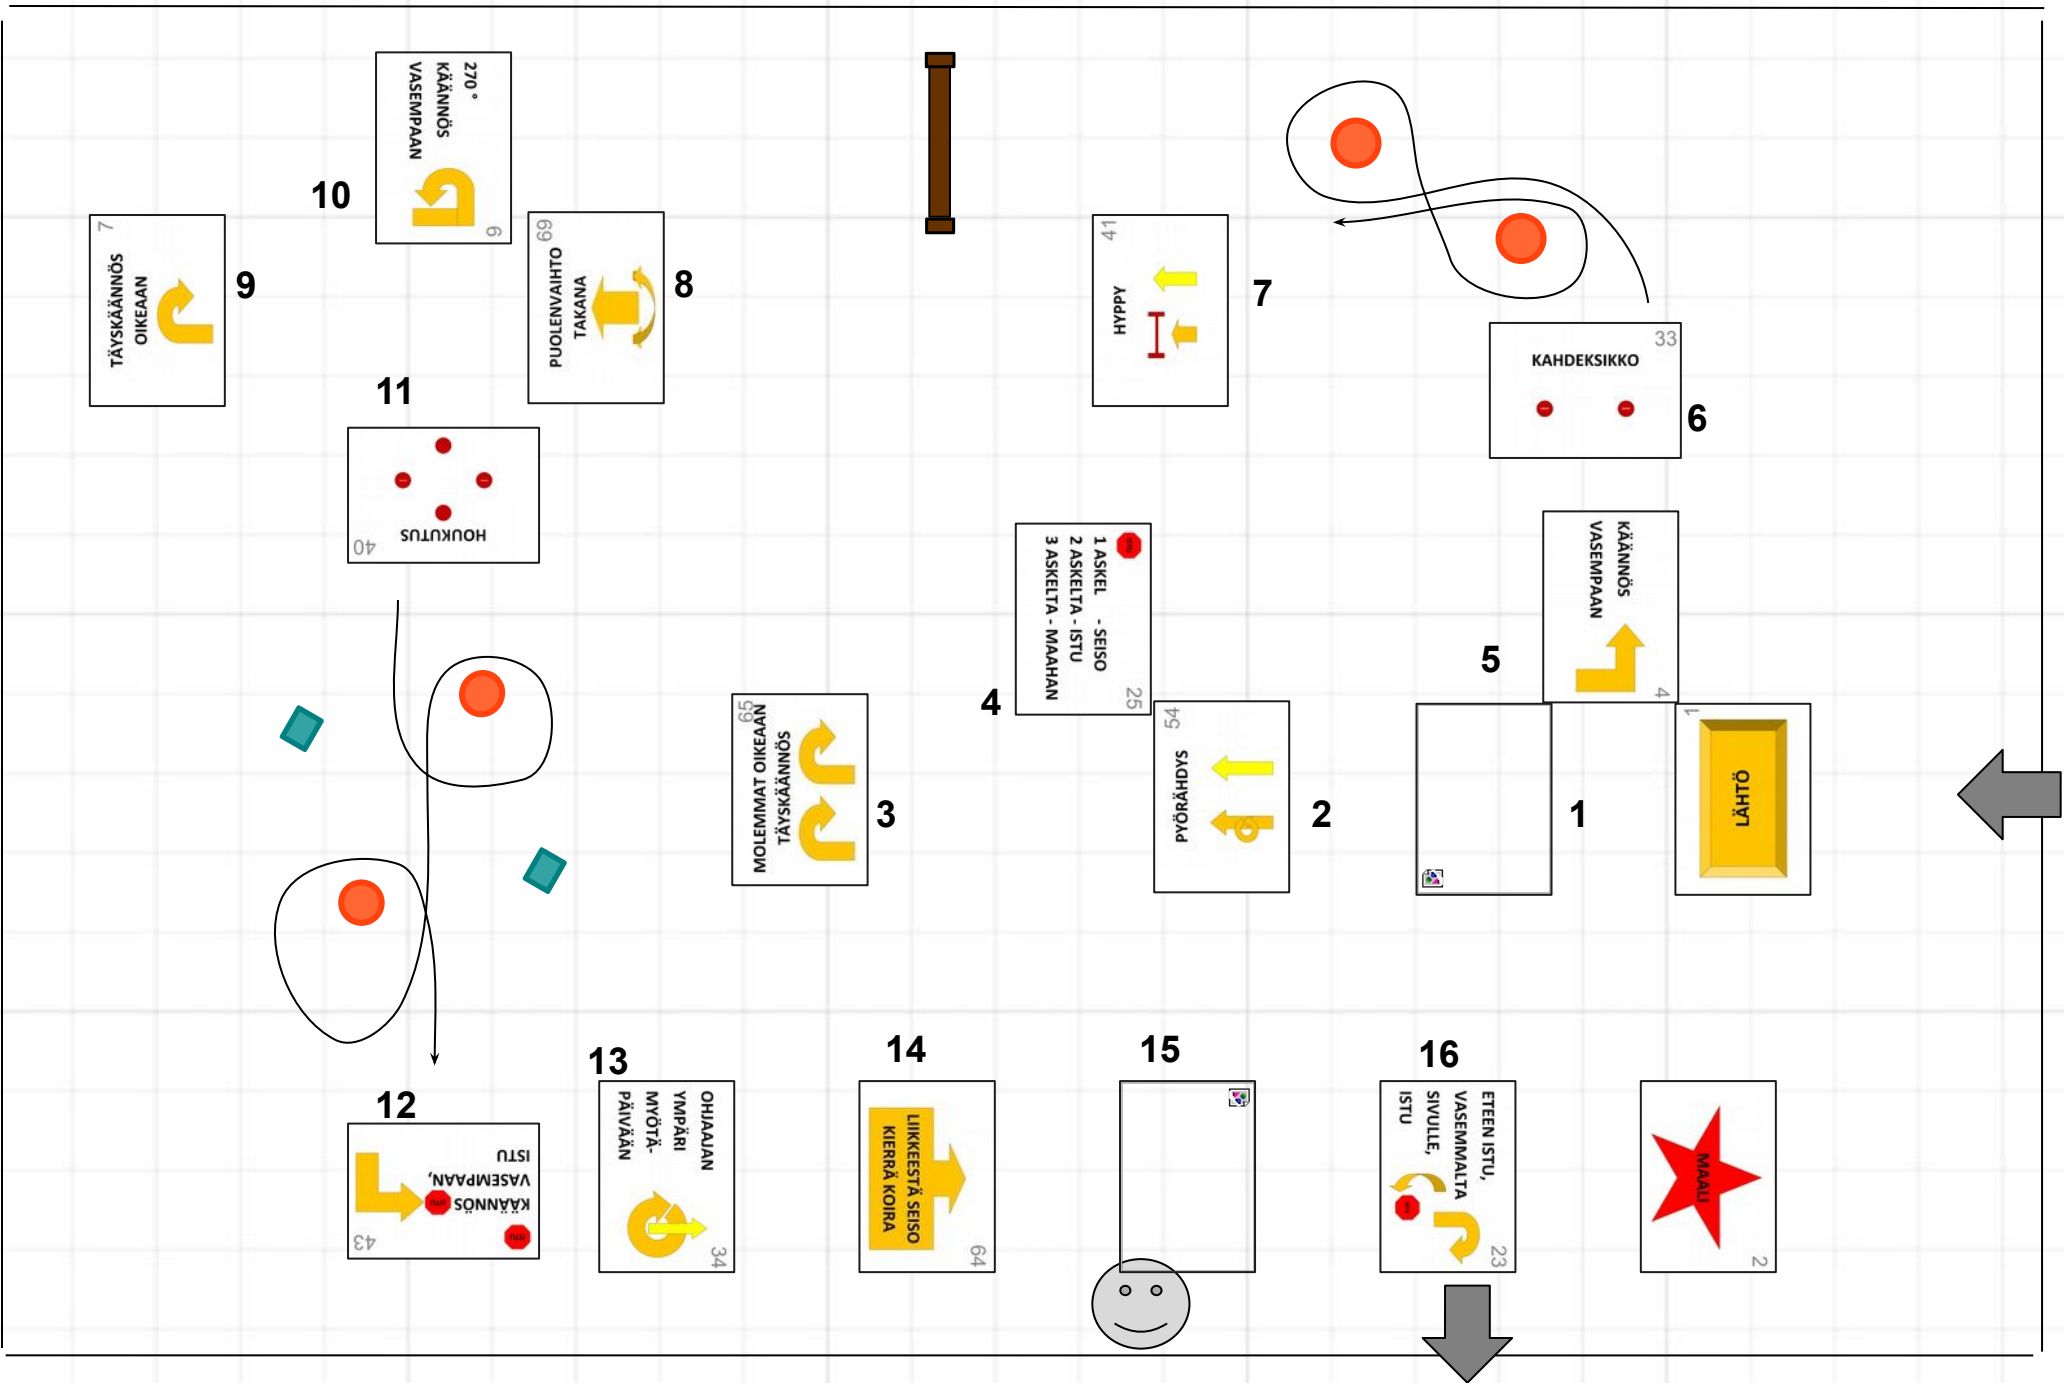 270 °
KÄÄNNÖS
VASEMPAAN
6
10
7
TÄYSKÄÄNNÖS
OIKEAAN
9
69
PUOLENVAIHTO
TAKANA
8
41
HYPPY
7
33
KAHDEKSIKKO
6
11
HOUKUTUS
40
ISTU
1 ASKEL - SEISO
2 ASKELTA - ISTU
3 ASKELTA - MAAHAN
25
4
KÄÄNNÖS
VASEMPAAN
4
5
65
MOLEMMAT OIKEAAN
TÄYSKÄÄNNÖS
3
54
PYÖRÄHDYS
2
1
1
LÄHTÖ
12
ISTU
KÄÄNNÖS
VASEMPAAN,
ISTU
ISTU
43
13
OHJAAJAN
YMPÄRI
MYÖTÄ-
PÄIVÄÄN
34
14
LIIKKEESTÄ SEISO
KIERRÄ KOIRA
64
15
16
ETEEN ISTU,
VASEMMALTA
SIVULLE,
ISTU
23
MAALI
2